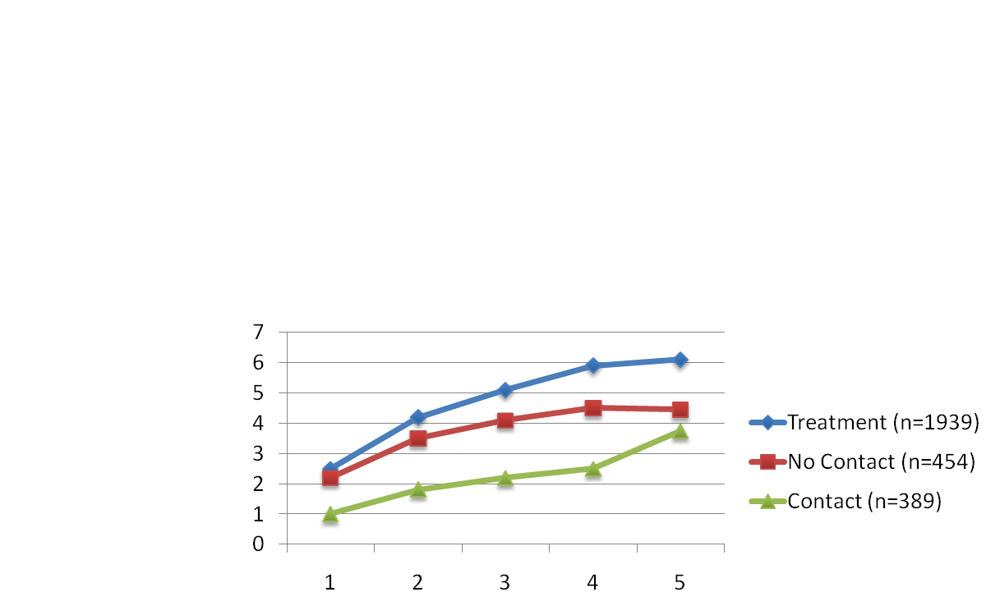 7
6
5
4
3
2
1
0
1 2 3 4 5
Treatment (n=1939)
No Contact (n=454)
Contact (n=389)